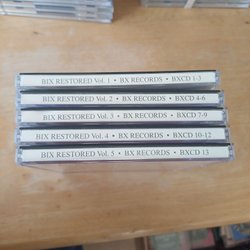 BIX RESTORED Vol. 1 • BX RECORDS • BXCD 1-3
BIX RESTORED Vol. 2 • BX RECORDS • BXCD 4-6
BIX RESTORED Vol. 3 • BX RECORDS • BXCD 7-9
BIX RESTORED Vol. 4 • BX RECORDS • BXCD 10-12
BIX RESTORED Vol. 5 • BX RECORDS • BXCD 13